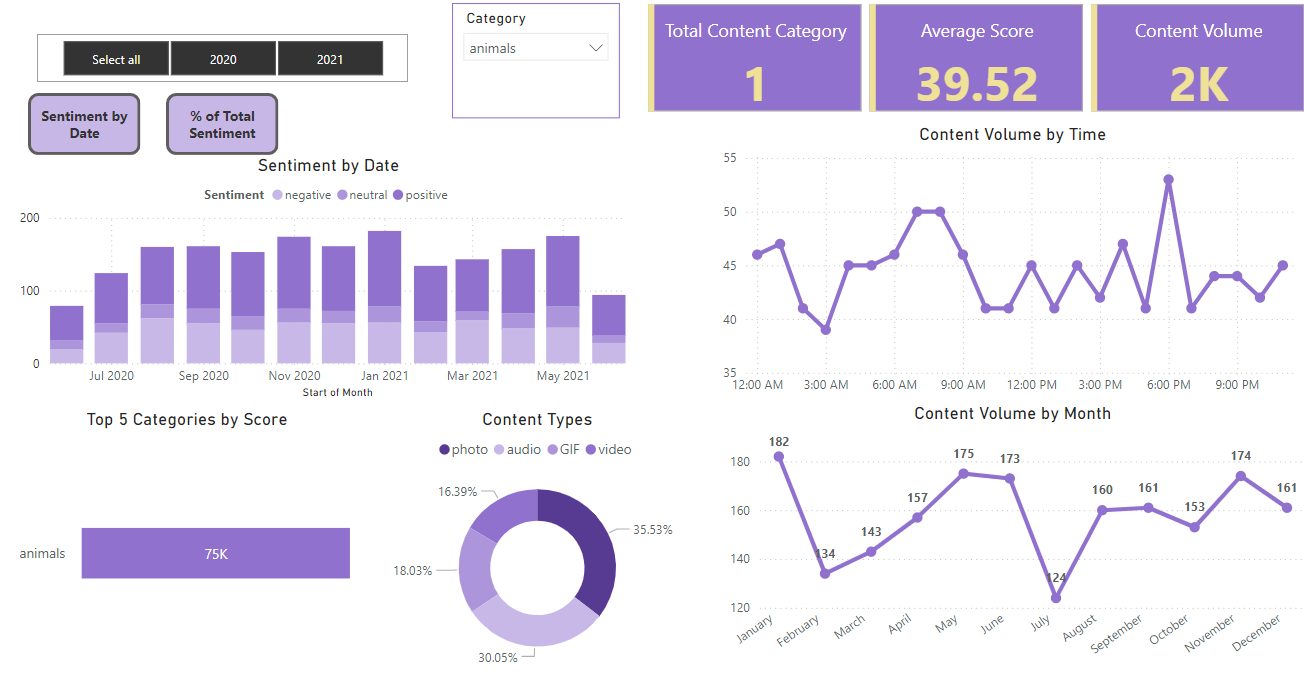 Select all
2020
2021
Category
animals
Total Content Category
1
Average Score
39.52
Content Volume
2K
Sentiment by
Date
% of Total
Sentiment
Sentiment by Date
Sentiment negative neutral positive
200
100
0
Jul 2020 Sep 2020 Nov 2020 Jan 2021 Mar 2021 May 2021
Start of Month
Content Volume by Time
55
50
45
40
35
12:00 AM 3:00 AM 6:00 AM 9:00 AM 12:00 PM 3:00 PM 6:00 PM 9:00 PM
Top 5 Categories by Score
animals
75K
Content Types
photo audio GIF video
16.39%
35.53%
18.03%
30.05%
Content Volume by Month
180
160
140
120
182
134
143
157
175
173
124
160
161
153
174
161
January February March April May June July August September October November December